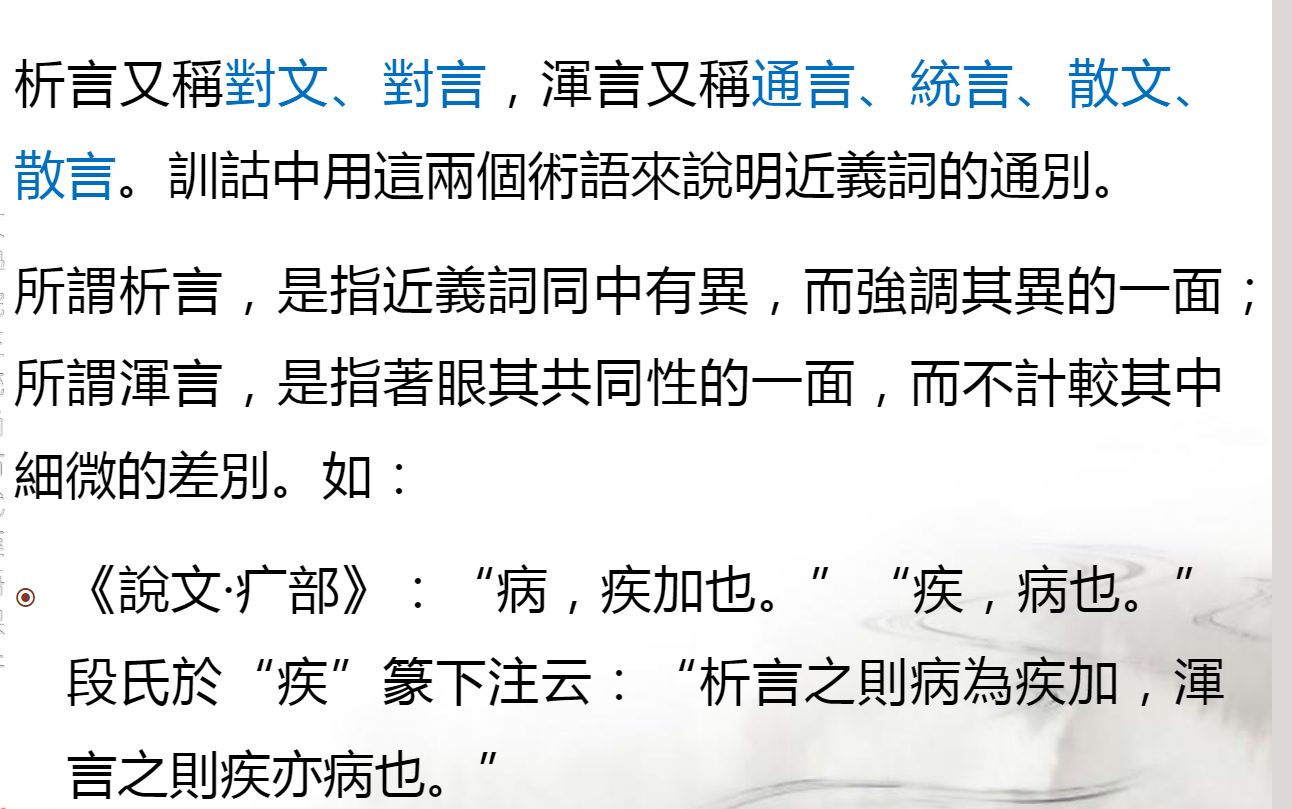 析言又稱對文、對言，渾言又稱通言、統言、散文、
散言。訓詁中用這兩個術語來說明近義詞的通別。
所謂析言，是指近義詞同中有異，而強調其異的一面；
所謂渾言，是指著眼其共同性的一面，而不計較其中
細微的差別。如：
《說文·疒部》：“病，疾加也。”“疾，病也。”
段氏於“疾”篆下注云：“析言之則病為疾加，渾
言之則疾亦病也。”